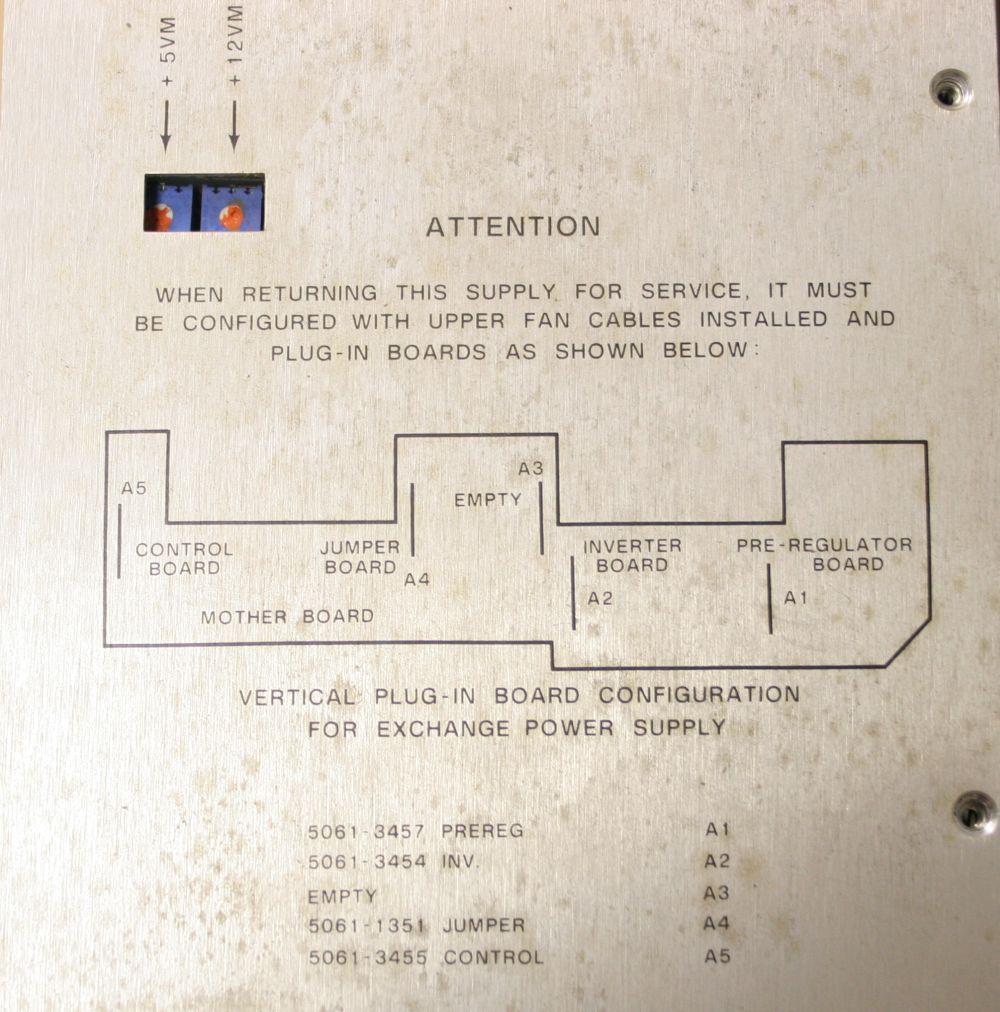 +5VM
+12VM
ATTENTION
WHEN RETURNING THIS SUPPLY FOR SERVICE, IT MUST
BE CONFIGURED WITH UPPER FAN CABLES INSTALLED AND
PLUG-IN BOARDS AS SHOWN BELOW:
A5
CONTROL
BOARD
JUMPER
BOARD
A4
A3
EMPTY
INVERTER
BOARD
A2
PRE-REGULATOR
BOARD
A1
MOTHER BOARD
VERTICAL PLUG-IN BOARD CONFIGURATION
FOR EXCHANGE POWER SUPPLY
5061-3457 PREREG A1
5061-3454 INV. A2
EMPTY A3
5061-1351 JUMPER A4
5061-3455 CONTROL A5